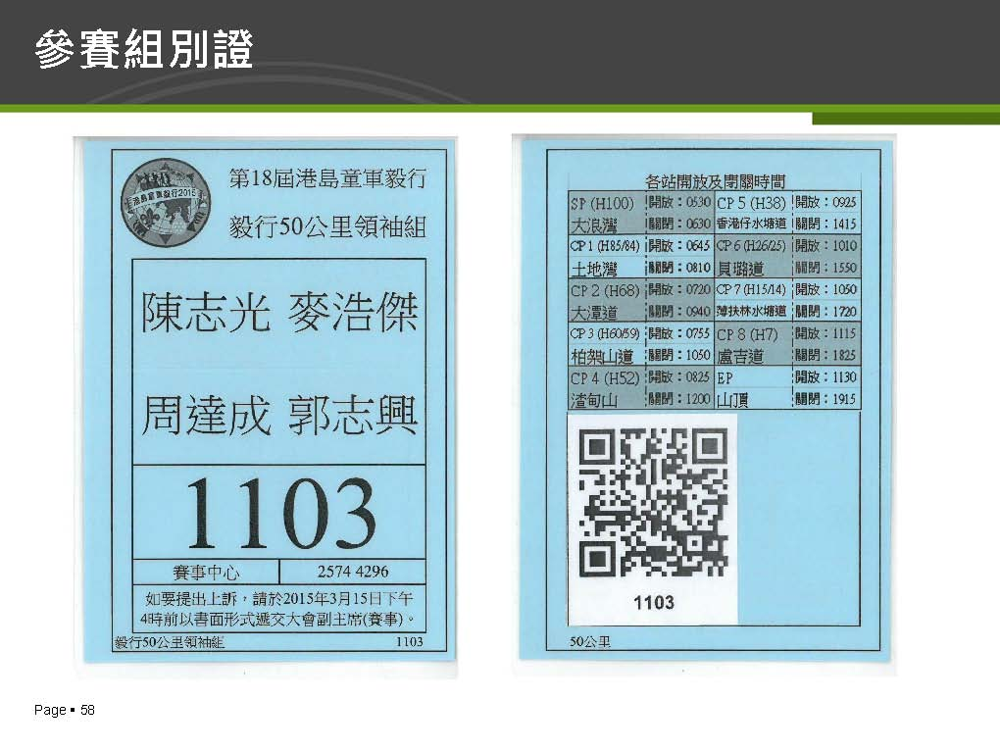 參賽組別證
港島童軍毅行2015
第18屆港島童軍毅行
毅行50公里領袖組
陳志光 麥浩傑
周達成 郭志興
1103
賽事中心 2574 4296
如要提出上訴，請於2015年3月15日下午
4時前以書面形式遞交大會副主席(賽事)。
毅行50公里領袖組 1103
各站開放及閉關時間
SP (H100) 開放：0530 CP 5 (H38) 開放：0925
大浪灣 關閉：0630 香港仔水塘道 關閉：1415
CP 1 (H85/84) 開放：0645 CP 6 (H26/25) 開放：1010
土地灣 關閉：0810 貝璐道 關閉：1550
CP 2 (H68) 開放：0720 CP 7 (H15/14) 開放：1050
大潭道 關閉：0940 薄扶林水塘道 關閉：1720
CP 3 (H60/59) 開放：0755 CP 8 (H7) 開放：1115
柏架山道 關閉：1050 盧吉道 關閉：1825
CP 4 (H52) 開放：0825 EP 開放：1130
渣甸山 關閉：1200 山頂 關閉：1915
1103
50公里
Page ▪ 58